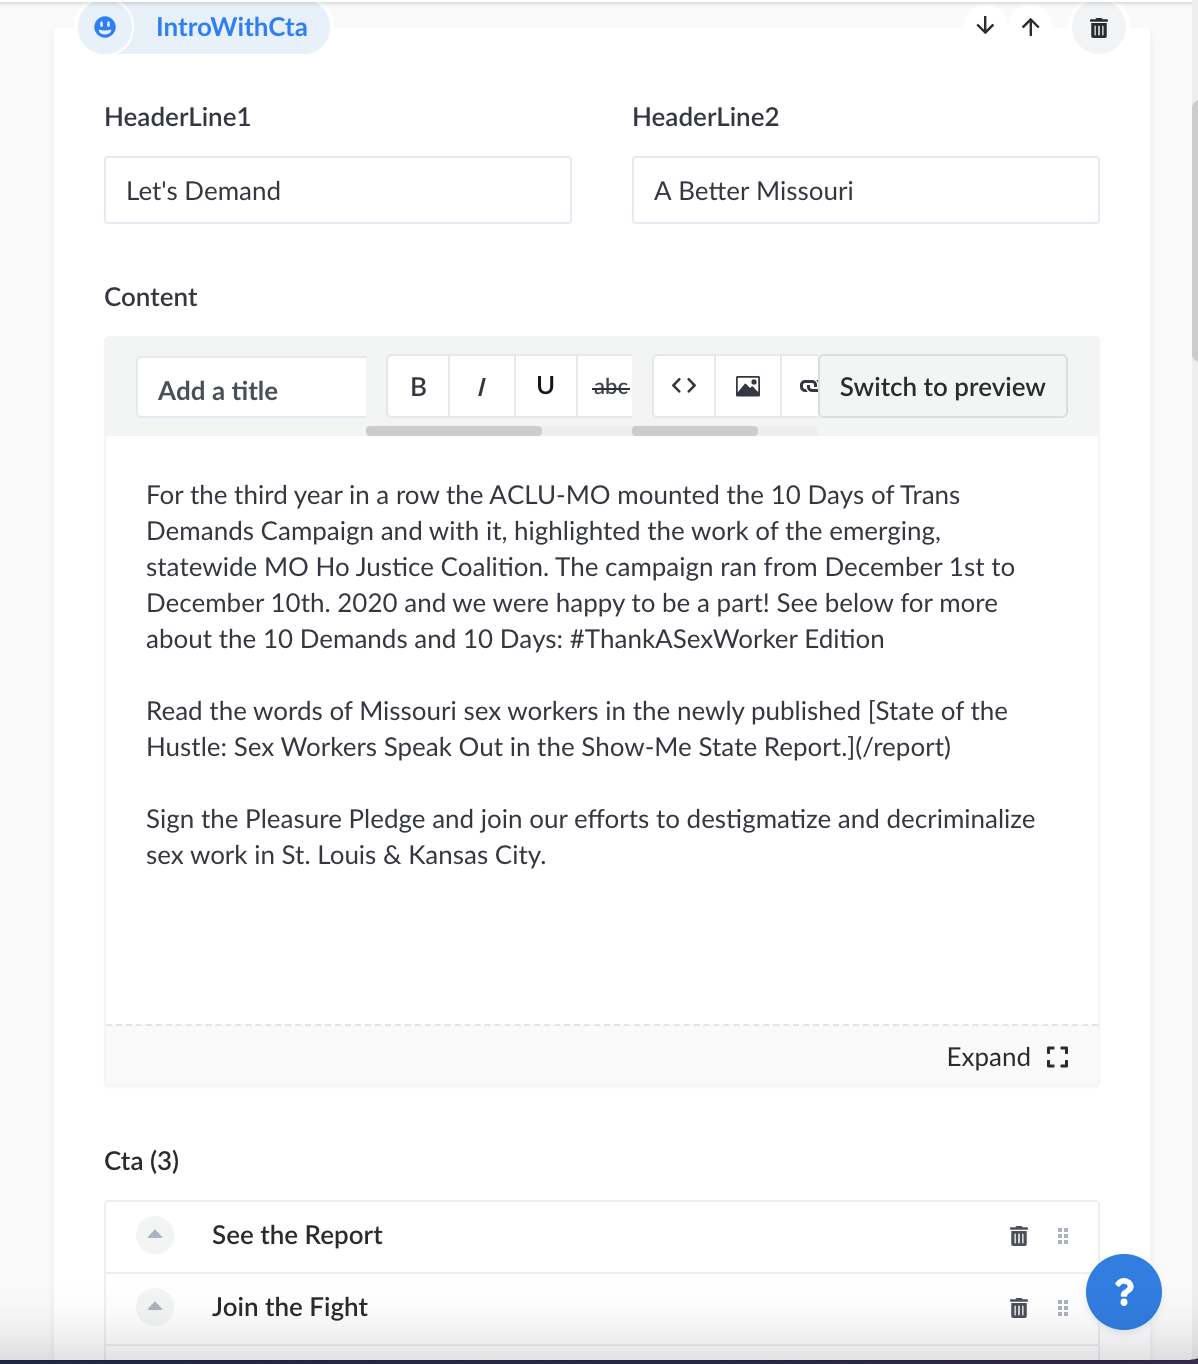 IntroWithCta
HeaderLine1
HeaderLine2
Let's Demand
A Better Missouri
Content
Add a title
B
I
U
abc
Switch to preview
For the third year in a row the ACLU-MO mounted the 10 Days of Trans
Demands Campaign and with it, highlighted the work of the emerging,
statewide MO Ho Justice Coalition. The campaign ran from December 1st to
December 10th. 2020 and we were happy to be a part! See below for more
about the 10 Demands and 10 Days: #ThankASexWorker Edition
Read the words of Missouri sex workers in the newly published [State of the
Hustle: Sex Workers Speak Out in the Show-Me State Report.](/report)
Sign the Pleasure Pledge and join our efforts to destigmatize and decriminalize
sex work in St. Louis & Kansas City.
Expand
Cta (3)
See the Report
Join the Fight
?